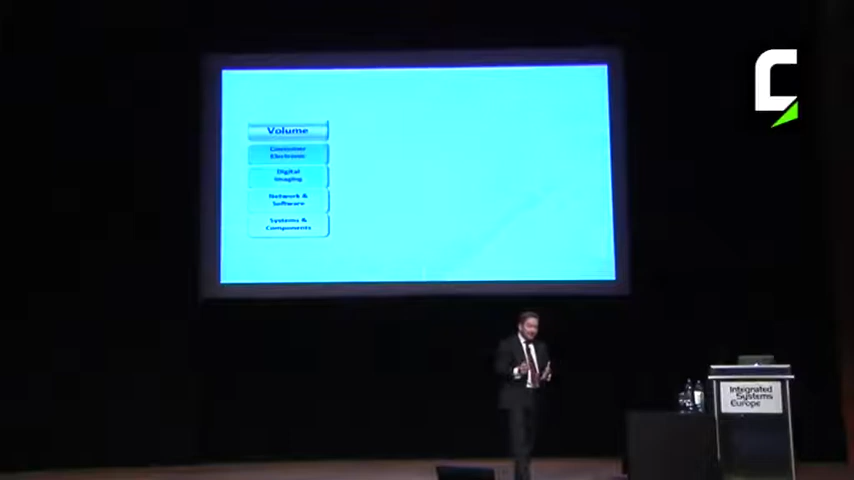 Volume
Consumer
Electronic
Digital
Imaging
Network &
Software
Systems &
Components
Integrated
Systems
Europe